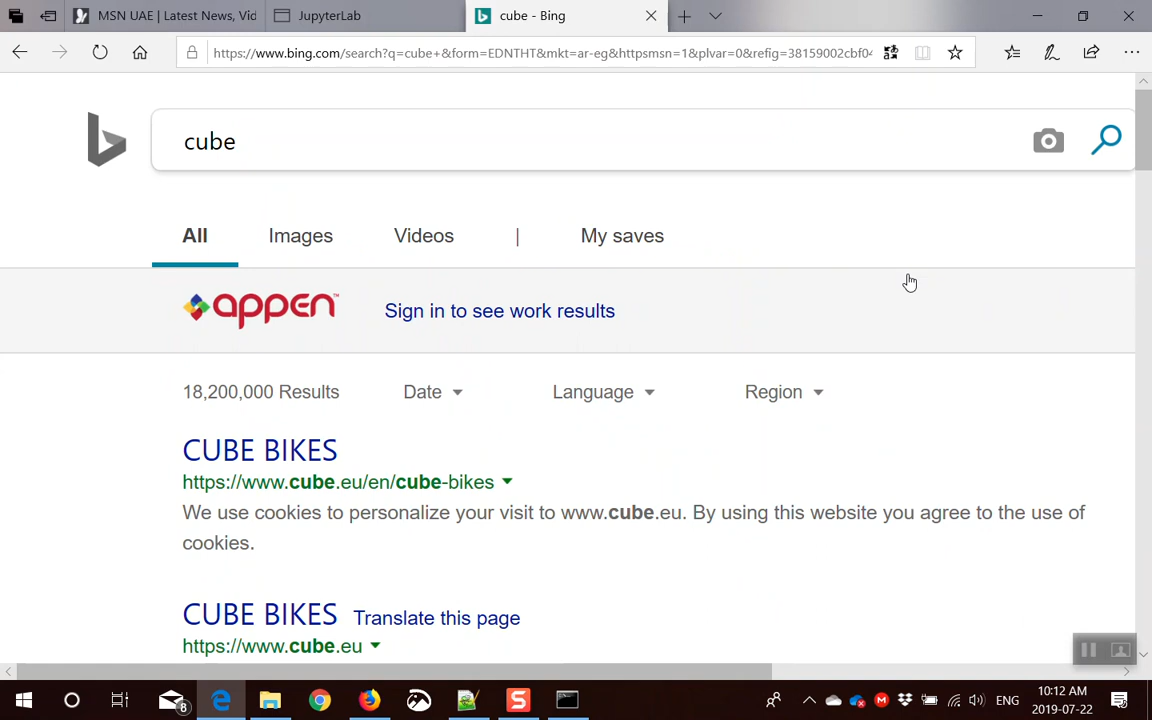 MSN UAE | Latest News, Vid
JupyterLab
cube - Bing
https://www.bing.com/search?q=cube+&form=EDNTHT&mkt=ar-eg&httpsmsn=1&plvar=0&refig=38159002cbf04
cube
All
Images
Videos
|
My saves
appen
Sign in to see work results
18,200,000 Results
Date
Language
Region
CUBE BIKES
https://www.cube.eu/en/cube-bikes
We use cookies to personalize your visit to www.cube.eu. By using this website you agree to the use of
cookies.
CUBE BIKES Translate this page
https://www.cube.eu
8
ENG
10:12 AM
2019-07-22